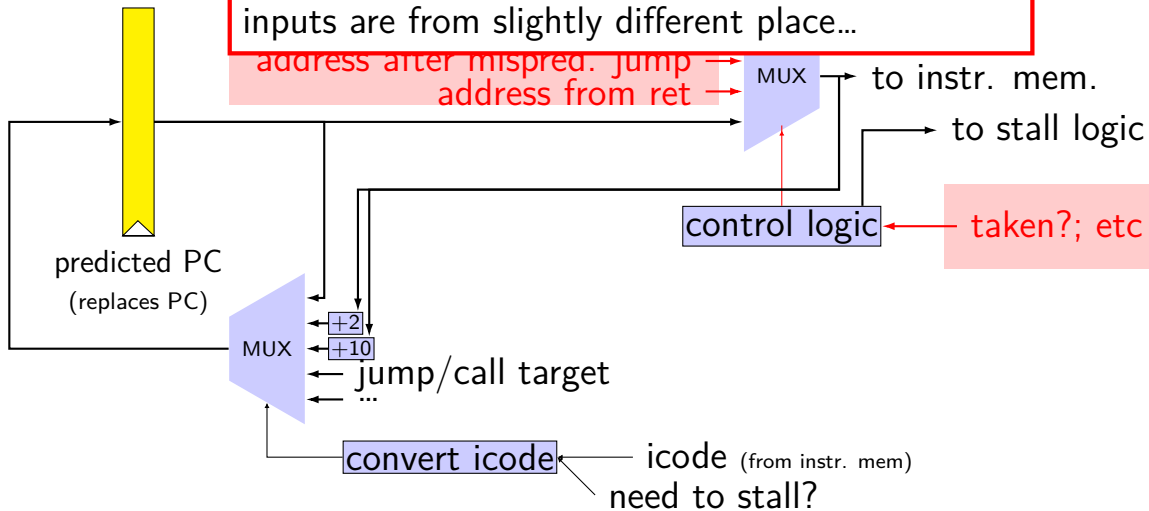 inputs are from slightly different place…
address after mispred. jump
MUX
to instr. mem.
address from ret
to stall logic
control logic
taken?; etc
predicted PC
(replaces PC)
+2
MUX
+10
jump/call target
...
convert icode
icode (from instr. mem)
need to stall?